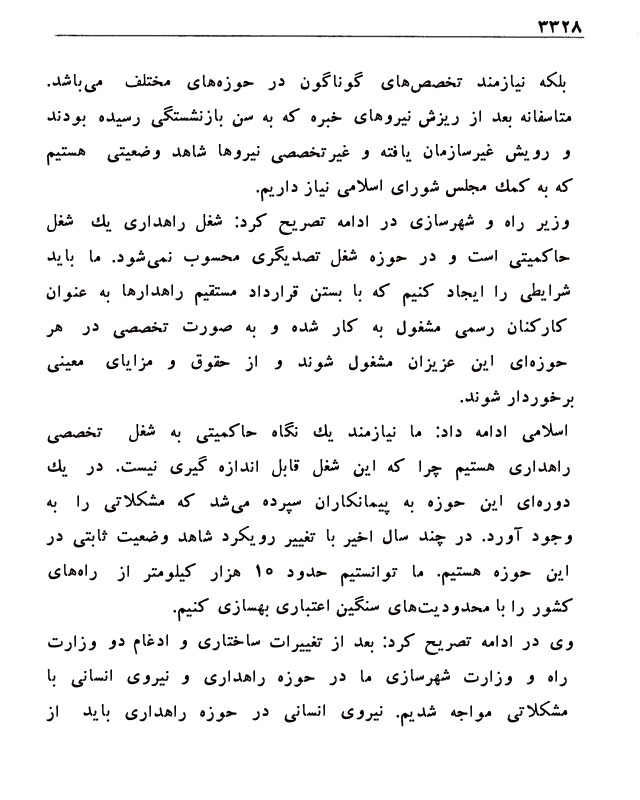 ۳۳۲۸
بلکه نیازمند تخصص‌های گوناگون در حوزه‌های مختلف می‌باشد.
متاسفانه بعد از ریزش نیروهای خبره که به سن بازنشستگی رسیده بودند
و رویش غیرسازمان یافته و غیرتخصصی نیروها شاهد وضعیتی هستیم
که به کمك مجلس شورای اسلامی نیاز داریم.
وزیر راه و شهرسازی در ادامه تصریح کرد: شغل راهداری یك شغل
حاکمیتی است و در حوزه شغل تصدیگری محسوب نمی‌شود. ما باید
شرایطی را ایجاد کنیم که با بستن قرارداد مستقیم راهدارها به عنوان
کارکنان رسمی مشغول به کار شده و به صورت تخصصی در هر
حوزه‌ای این عزیزان مشغول شوند و از حقوق و مزایای معینی
برخوردار شوند.
اسلامی ادامه داد: ما نیازمند یك نگاه حاکمیتی به شغل تخصصی
راهداری هستیم چرا که این شغل قابل اندازه گیری نیست. در یك
دوره‌ای این حوزه به پیمانکاران سپرده می‌شد که مشکلاتی را به
وجود آورد. در چند سال اخیر با تغییر رویکرد شاهد وضعیت ثابتی در
این حوزه هستیم. ما توانستیم حدود ۱۰ هزار کیلومتر از راه‌های
کشور را با محدودیت‌های سنگین اعتباری بهسازی کنیم.
وی در ادامه تصریح کرد: بعد از تغییرات ساختاری و ادغام دو وزارت
راه و وزارت شهرسازی ما در حوزه راهداری و نیروی انسانی با
مشکلاتی مواجه شدیم. نیروی انسانی در حوزه راهداری باید از